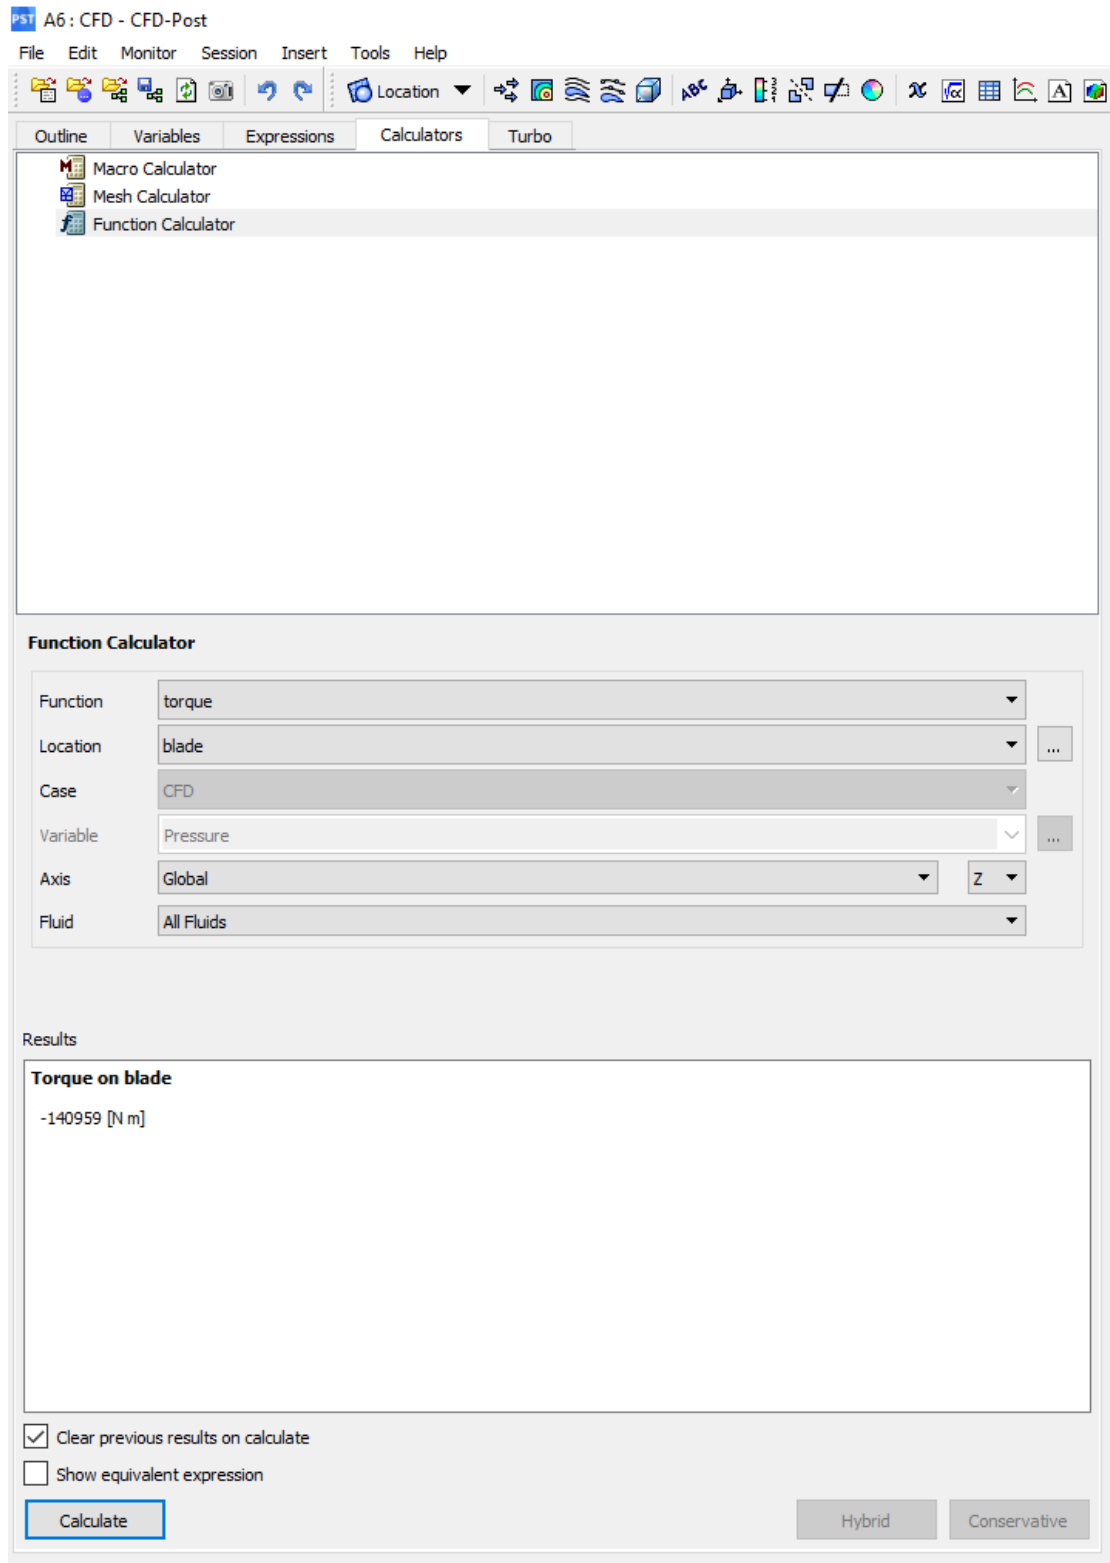 PST A6 : CFD - CFD-Post
File Edit Monitor Session Insert Tools Help
Location ABC
Outline Variables Expressions Calculators Turbo
Macro Calculator
Mesh Calculator
Function Calculator
Function Calculator
Function torque
Location blade ...
Case CFD
Variable Pressure ...
Axis Global Z
Fluid All Fluids
Results
Torque on blade
-140959 [N m]
Clear previous results on calculate
Show equivalent expression
Calculate Hybrid Conservative